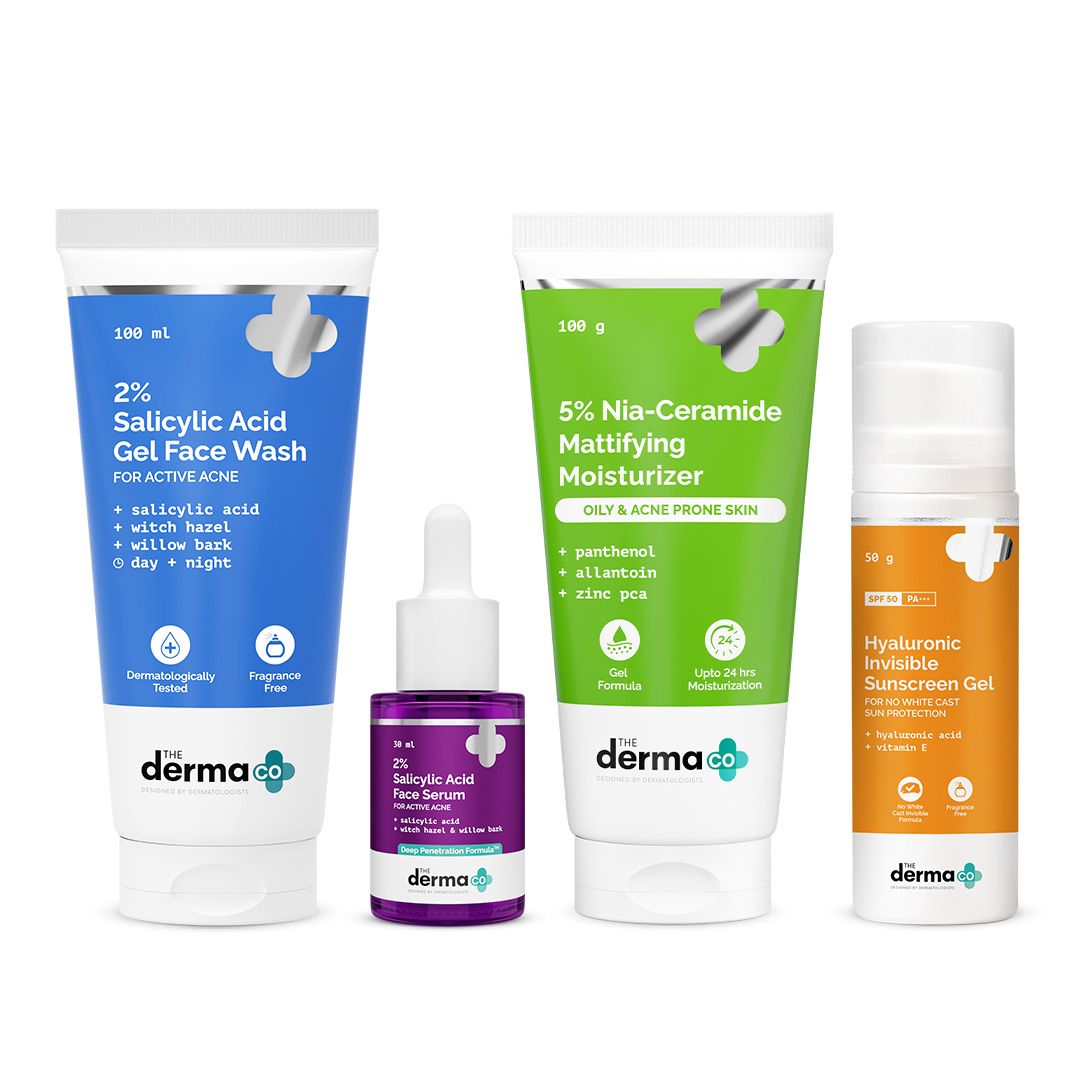 100 ml
2%
Salicylic Acid
Gel Face Wash
FOR ACTIVE ACNE
+ salicylic acid
+ witch hazel
+ willow bark
day + night
Dermatologically
Tested
Fragrance
Free
THE
derma co
DESIGNED BY DERMATOLOGISTS
30 ml
2%
Salicylic Acid
Face Serum
FOR ACTIVE ACNE
+ salicylic acid
+ witch hazel & willow bark
Deep Penetration Formula™
THE
derma co
DESIGNED BY DERMATOLOGISTS
100 g
5% Nia-Ceramide
Mattifying
Moisturizer
OILY & ACNE PRONE SKIN
+ panthenol
+ allantoin
+ zinc pca
Gel
Formula
24
Upto 24 hrs
Moisturization
THE
derma co
DESIGNED BY DERMATOLOGISTS
50 g
SPF 50 PA+++
Hyaluronic
Invisible
Sunscreen Gel
FOR NO WHITE CAST
SUN PROTECTION
+ hyaluronic acid
+ vitamin E
No White
Cast Invisible
Formula
Fragrance
Free
THE
derma co
DESIGNED BY DERMATOLOGISTS